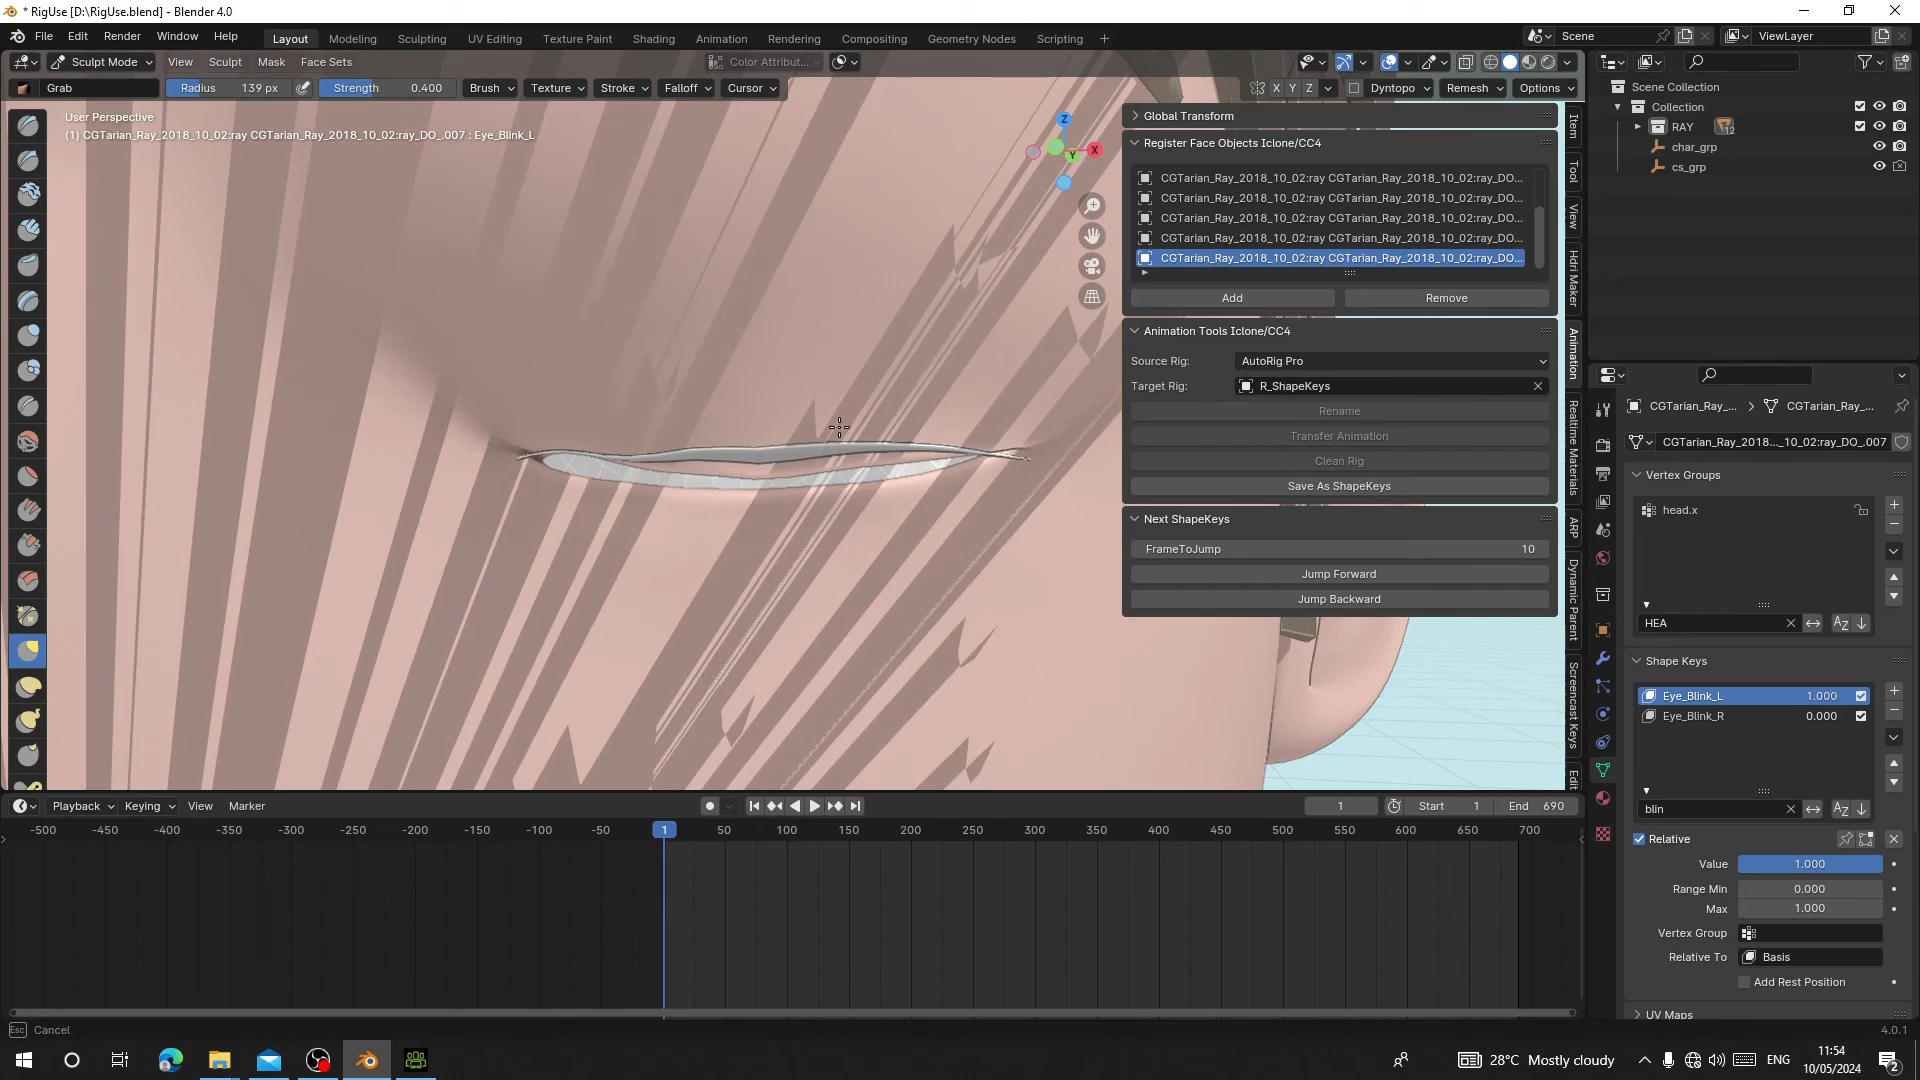 * RigUse [D:\RigUse.blend] - Blender 4.0
File Edit Render Window Help
Layout Modeling Sculpting UV Editing Texture Paint Shading Animation Rendering Compositing Geometry Nodes Scripting +
Scene ViewLayer
Sculpt Mode View Sculpt Mask Face Sets Color Attribut...
Grab Radius 139 px Strength 0.400 Brush Texture Stroke Falloff Cursor X Y Z Dyntopo Remesh Options
User Perspective
(1) CGTarian_Ray_2018_10_02:ray CGTarian_Ray_2018_10_02:ray_DO_.007 : Eye_Blink_L
Z
X
Y
Global Transform
Register Face Objects Iclone/CC4
CGTarian_Ray_2018_10_02:ray CGTarian_Ray_2018_10_02:ray_DO...
CGTarian_Ray_2018_10_02:ray CGTarian_Ray_2018_10_02:ray_DO...
CGTarian_Ray_2018_10_02:ray CGTarian_Ray_2018_10_02:ray_DO...
CGTarian_Ray_2018_10_02:ray CGTarian_Ray_2018_10_02:ray_DO...
CGTarian_Ray_2018_10_02:ray CGTarian_Ray_2018_10_02:ray_DO...
Add Remove
Animation Tools Iclone/CC4
Source Rig: AutoRig Pro
Target Rig: R_ShapeKeys
Rename
Transfer Animation
Clean Rig
Save As ShapeKeys
Next ShapeKeys
FrameToJump 10
Jump Forward
Jump Backward
Item
Tool
View
Hdri Maker
Animation
Realtime Materials
ARP
Dynamic Parent
Screencast Keys
Edit
Scene Collection
Collection
RAY 12
char_grp
cs_grp
CGTarian_Ray_... > CGTarian_Ray_...
CGTarian_Ray_2018..._10_02:ray_DO_.007
Vertex Groups
head.x
HEA
Shape Keys
Eye_Blink_L 1.000
Eye_Blink_R 0.000
blin
Relative
Value 1.000
Range Min 0.000
Max 1.000
Vertex Group
Relative To Basis
Add Rest Position
UV Maps
Playback Keying View Marker 1 Start 1 End 690
-500 -450 -400 -350 -300 -250 -200 -150 -100 -50 1 50 100 150 200 250 300 350 400 450 500 550 600 650 700
Esc Cancel 4.0.1
28°C Mostly cloudy ENG 11:54
10/05/2024 2